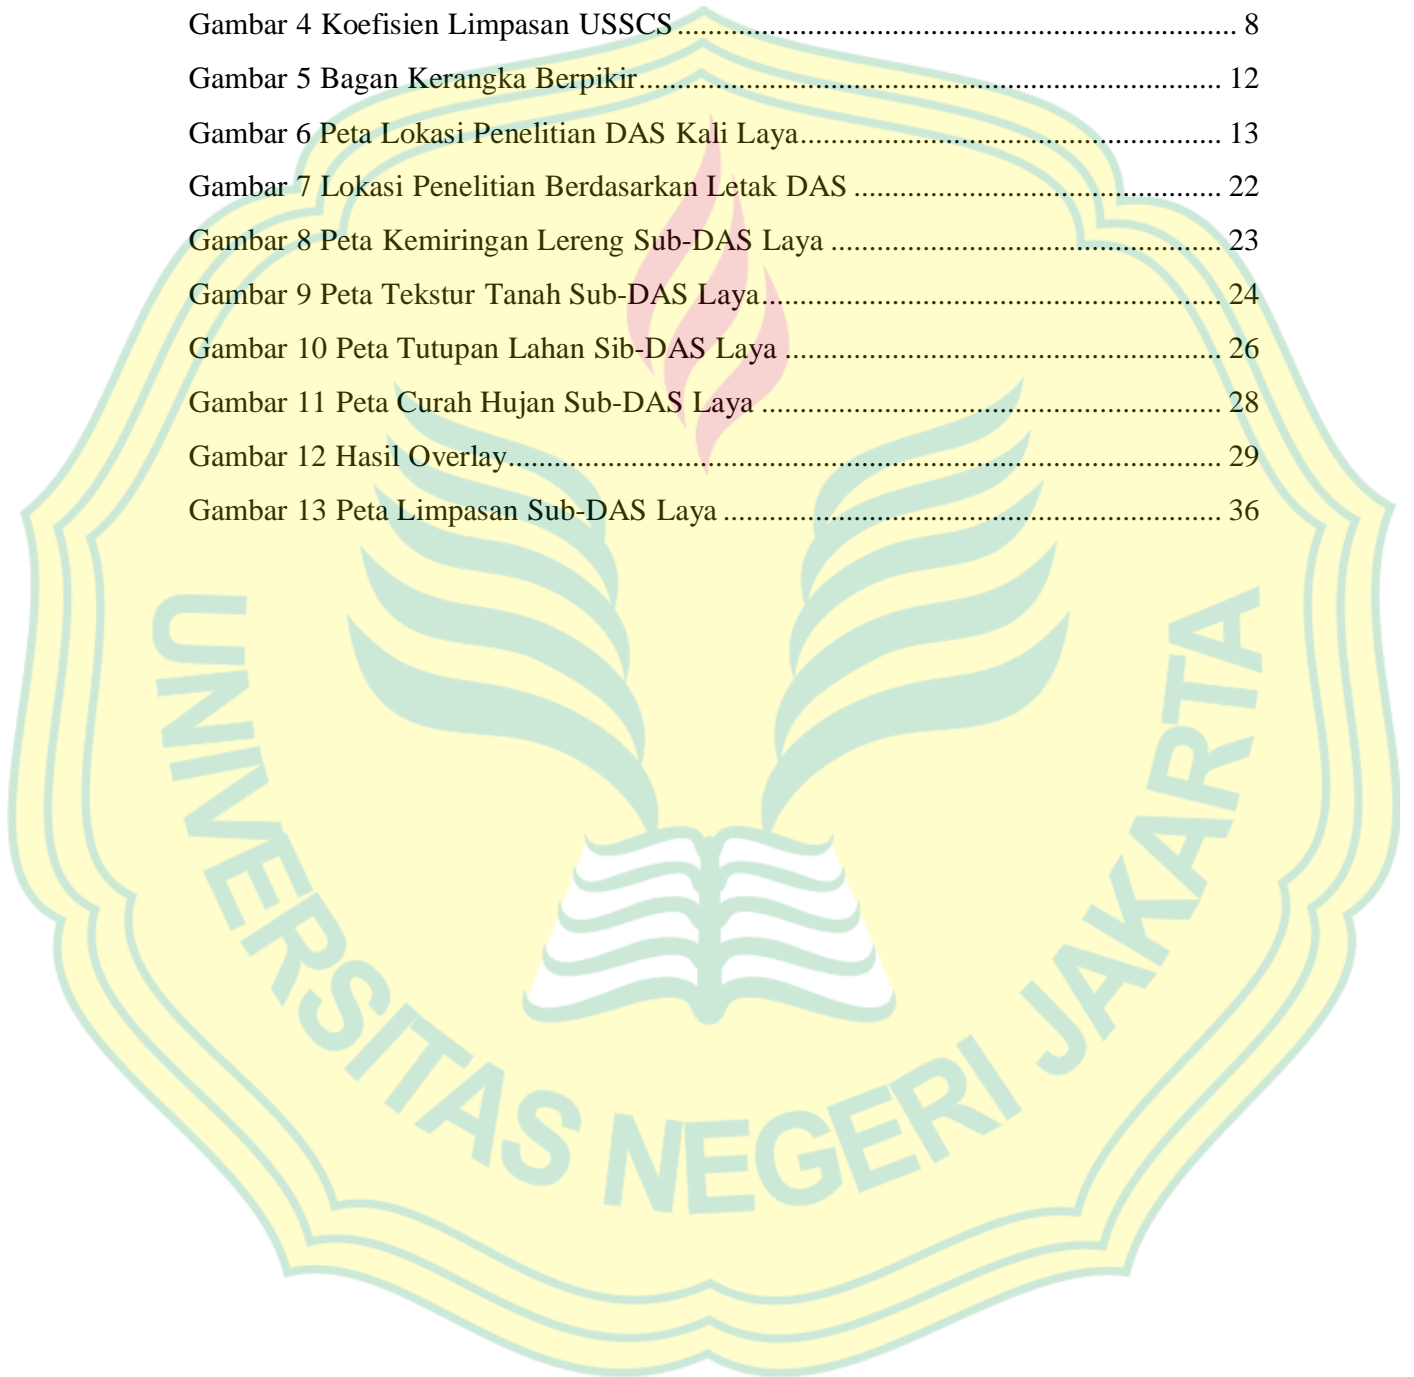 Gambar 4 Koefisien Limpasan USSCS.......................................................................... 8
Gambar 5 Bagan Kerangka Berpikir............................................................................ 12
Gambar 6 Peta Lokasi Penelitian DAS Kali Laya....................................................... 13
Gambar 7 Lokasi Penelitian Berdasarkan Letak DAS ................................................ 22
Gambar 8 Peta Kemiringan Lereng Sub-DAS Laya ................................................... 23
Gambar 9 Peta Tekstur Tanah Sub-DAS Laya............................................................ 24
Gambar 10 Peta Tutupan Lahan Sib-DAS Laya ......................................................... 26
Gambar 11 Peta Curah Hujan Sub-DAS Laya ............................................................ 28
Gambar 12 Hasil Overlay............................................................................................. 29
Gambar 13 Peta Limpasan Sub-DAS Laya ................................................................. 36
UNIVERSITAS NEGERI JAKARTA